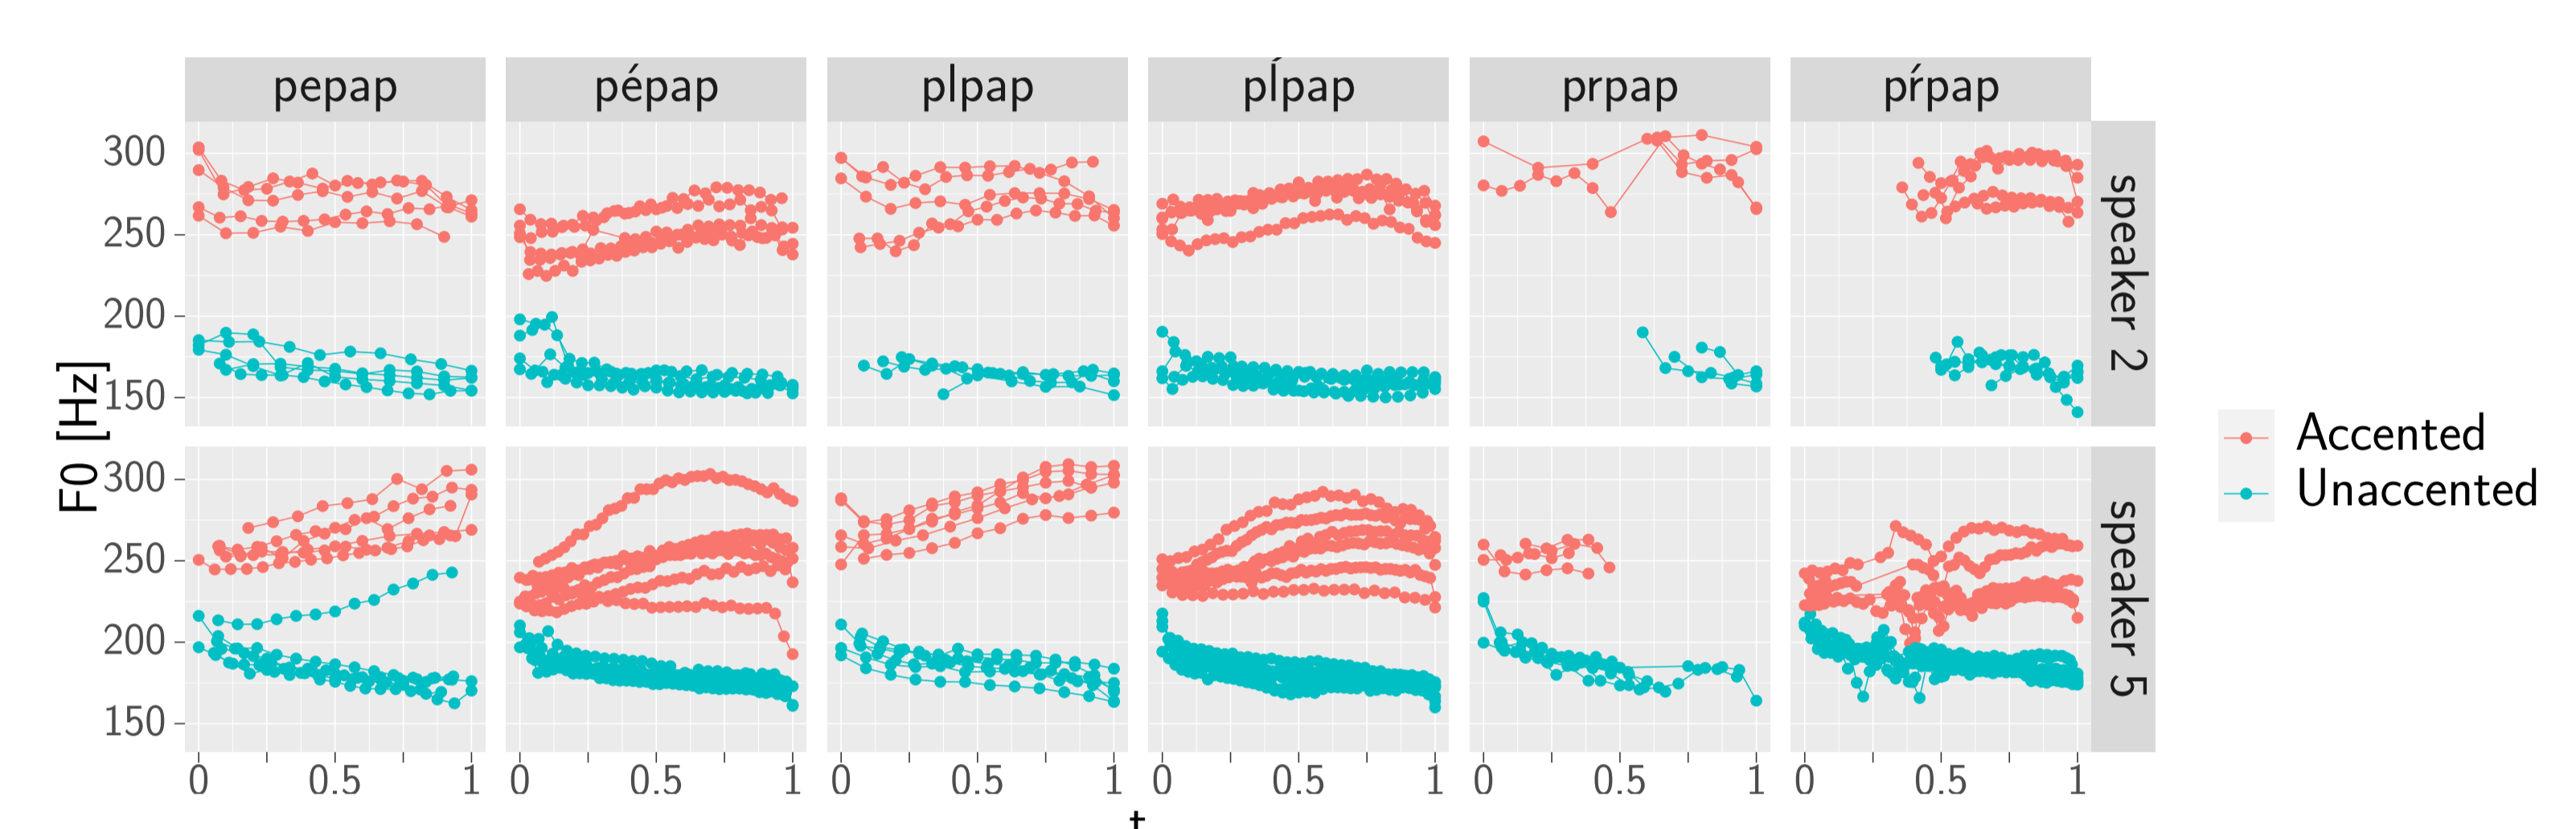 pepap pépap plpap pĺpap prpap pŕpap
300
250
200
150
speaker 2
300
250
200
150
speaker 5
F0 [Hz]
0 0.5 1 0 0.5 1 0 0.5 1 0 0.5 1 0 0.5 1 0 0.5 1
t
Accented
Unaccented